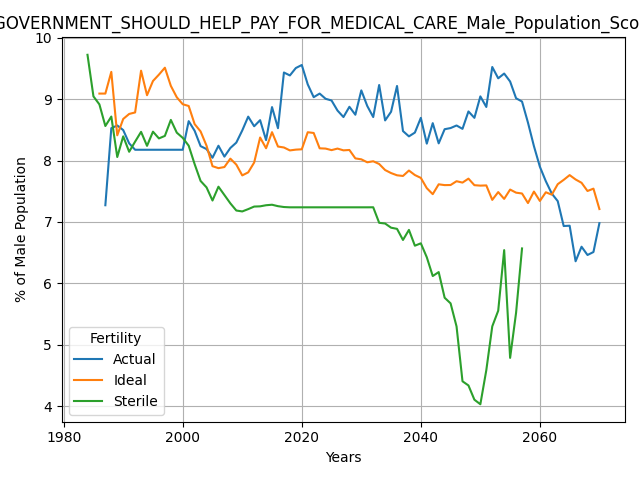 GOVERNMENT_SHOULD_HELP_PAY_FOR_MEDICAL_CARE_Male_Population_Sco
10
9
8
7
6
5
4
% of Male Population
Fertility
Actual
Ideal
Sterile
1980
2000
2020
2040
2060
Years